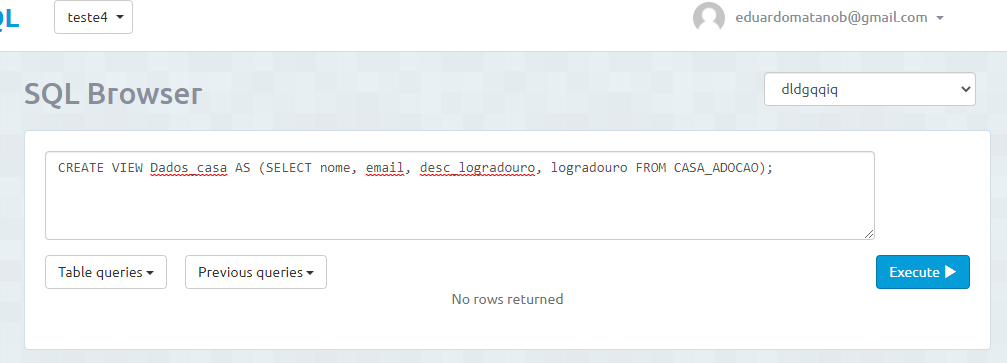 QL
teste4
eduardomatanob@gmail.com
SQL Browser
dldgqqiq
CREATE VIEW Dados_casa AS (SELECT nome, email, desc_logradouro, logradouro FROM CASA_ADOCAO);
Table queries
Previous queries
Execute
No rows returned